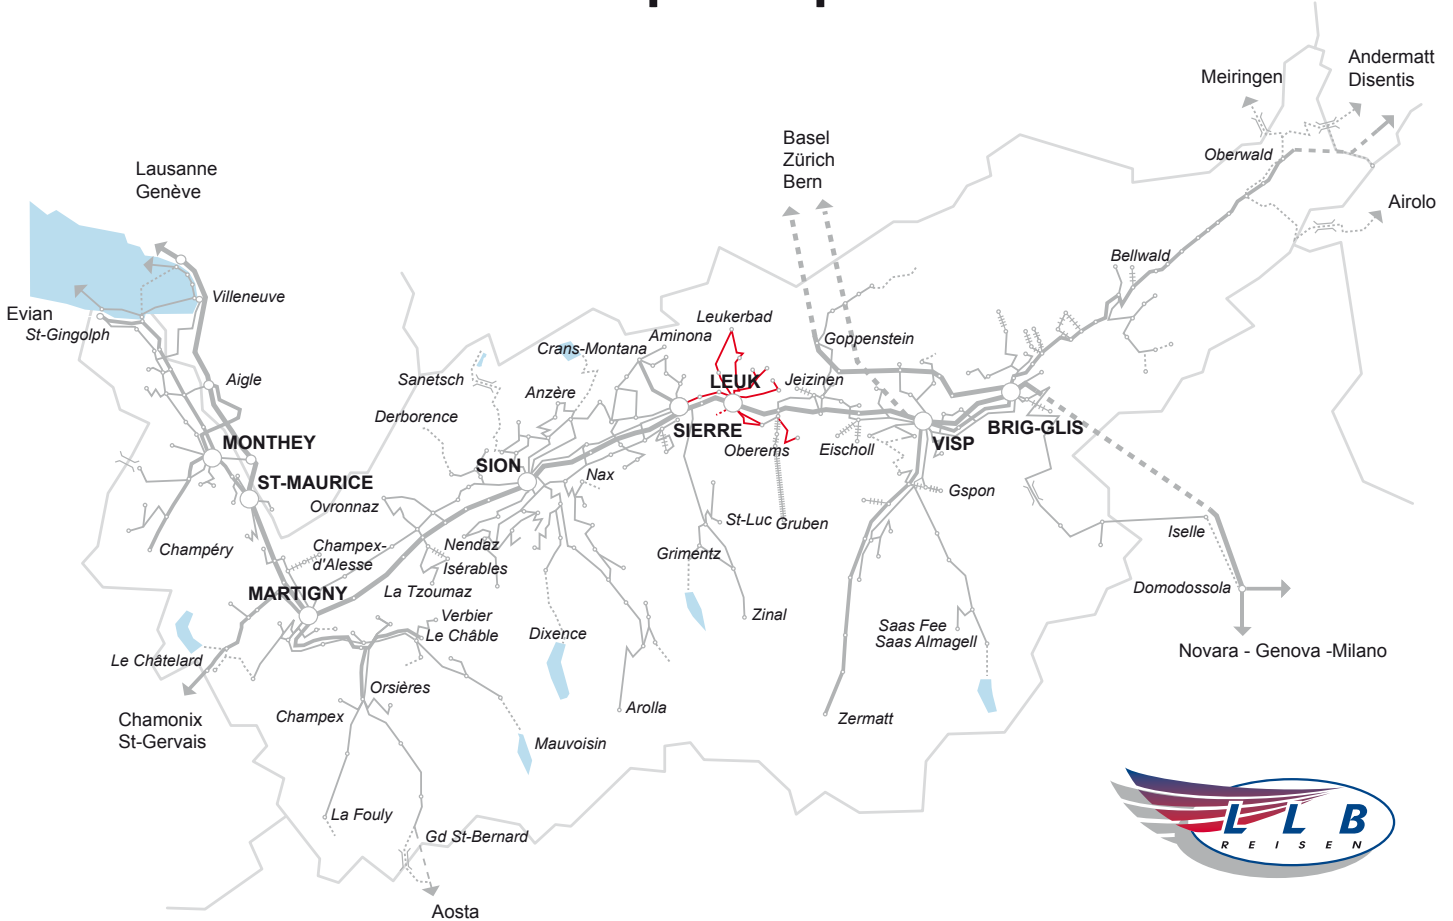 Andermatt
Disentis
Meiringen
Basel
Zürich
Bern
Oberwald
Lausanne
Genève
Airolo
Bellwald
Villeneuve
Evian
St-Gingolph
Leukerbad
Aminona
Goppenstein
Crans-Montana
Aigle
Sanetsch
LEUK
Jeizinen
Anzère
Derborence
SIERRE
BRIG-GLIS
MONTHEY
VISP
Oberems
Eischoll
SION
Nax
ST-MAURICE
Gspon
Ovronnaz
St-Luc
Gruben
Iselle
Champéry
Champex-
d'Alesse
Nendaz
Isérables
Grimentz
MARTIGNY
La Tzoumaz
Domodossola
Verbier
Le Châble
Zinal
Dixence
Saas Fee
Saas Almagell
Novara - Genova -Milano
Le Châtelard
Orsières
Arolla
Champex
Zermatt
Chamonix
St-Gervais
Mauvoisin
La Fouly
Gd St-Bernard
Aosta
L L B
REISEN